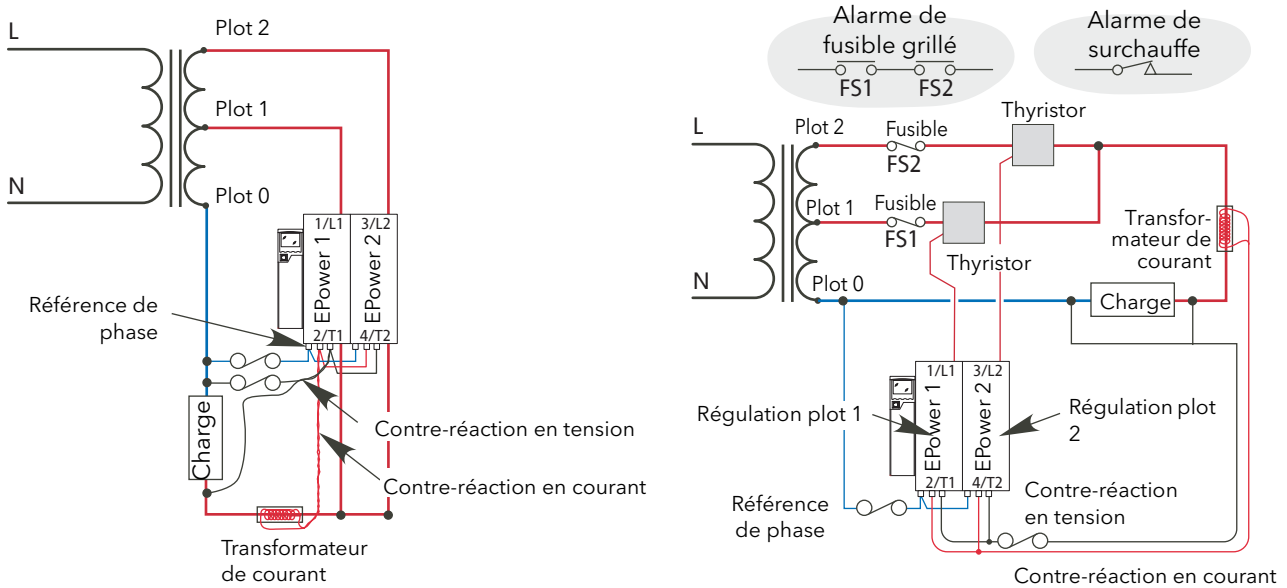 L
Plot 2
Plot 1
N
Plot 0
1/L1
3/L2
EPower 1
EPower 2
Référence de
phase
2/T1
4/T2
Charge
Contre-réaction en tension
Contre-réaction en courant
Transformateur
de courant
Alarme de
fusible grillé
FS1
FS2
Alarme de
surchauffe
L
Plot 2
Fusible
FS2
Thyristor
N
Plot 1
Fusible
FS1
Thyristor
Transfor-
mateur de
courant
Plot 0
Charge
1/L1
3/L2
EPower 1
EPower 2
Régulation plot 1
Régulation plot
2
2/T1
4/T2
Référence
de phase
Contre-réaction
en tension
Contre-réaction en courant